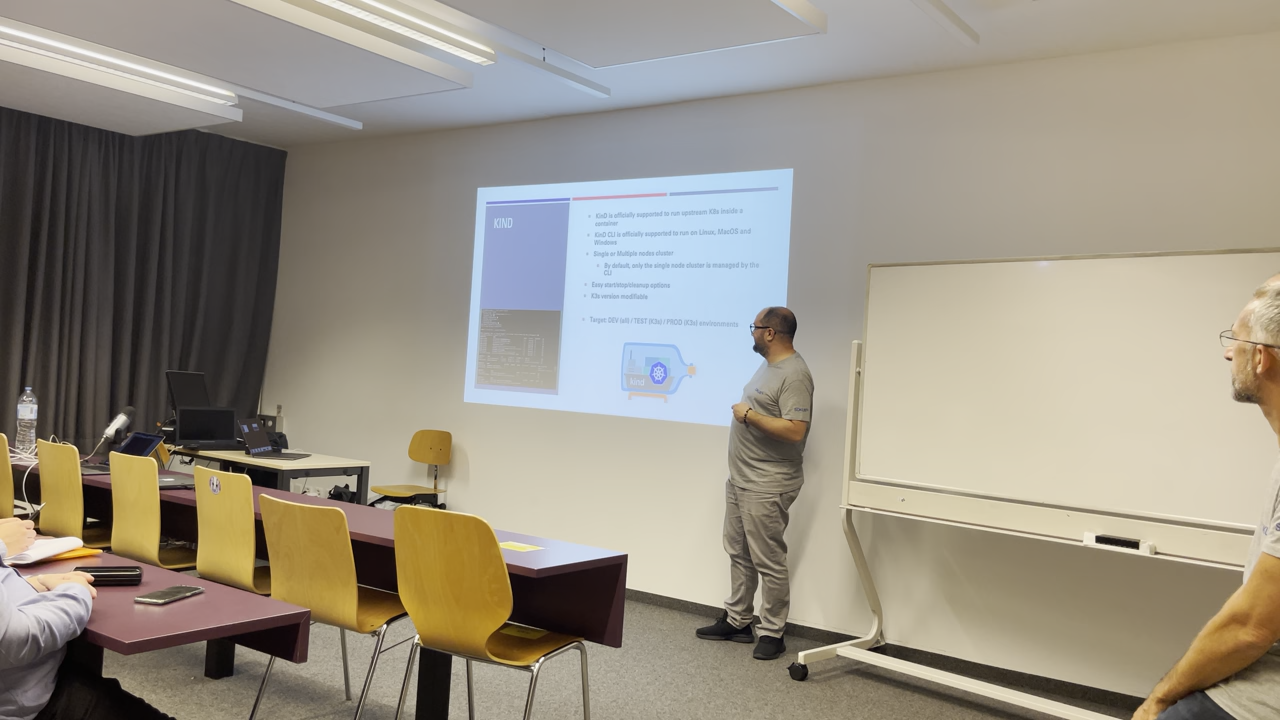 KIND
KinD is officially supported to run upstream K8s inside a
container
KinD CLI is officially supported to run on Linux, MacOS and
Windows
Single or Multiple nodes cluster
By default, only the single node cluster is managed by the
CLI
Easy start/stop/cleanup options
K8s version modifiable
Target: DEV (all) / TEST (K3s) / PROD (K3s) environments
kind